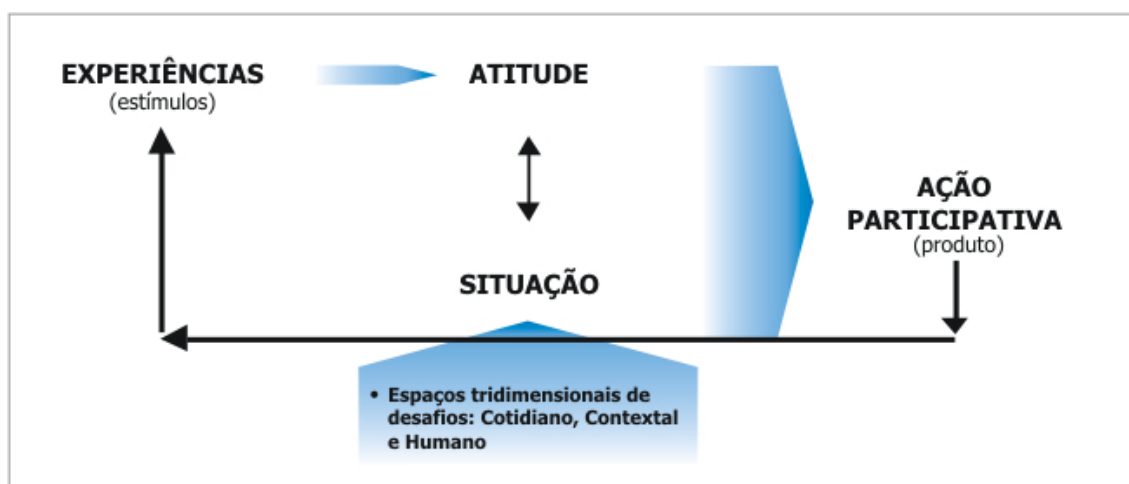 EXPERIÊNCIAS
(estímulos)
ATITUDE
AÇÃO
PARTICIPATIVA
(produto)
SITUAÇÃO
• Espaços tridimensionais de
desafios: Cotidiano, Contextal
e Humano